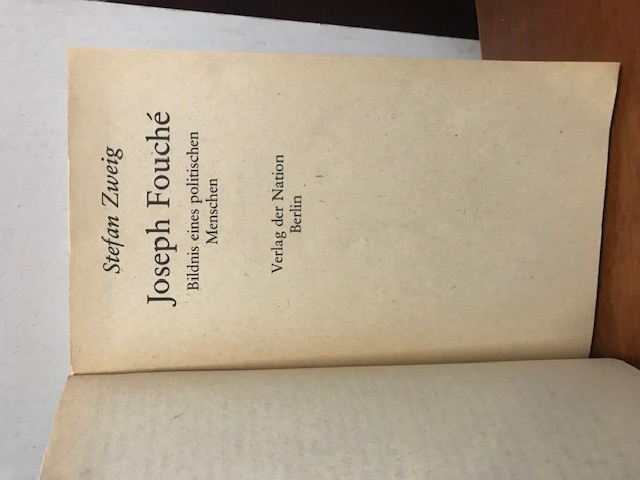 Stefan Zweig
Joseph Fouché
Bildnis eines politischen
Menschen
Verlag der Nation
Berlin